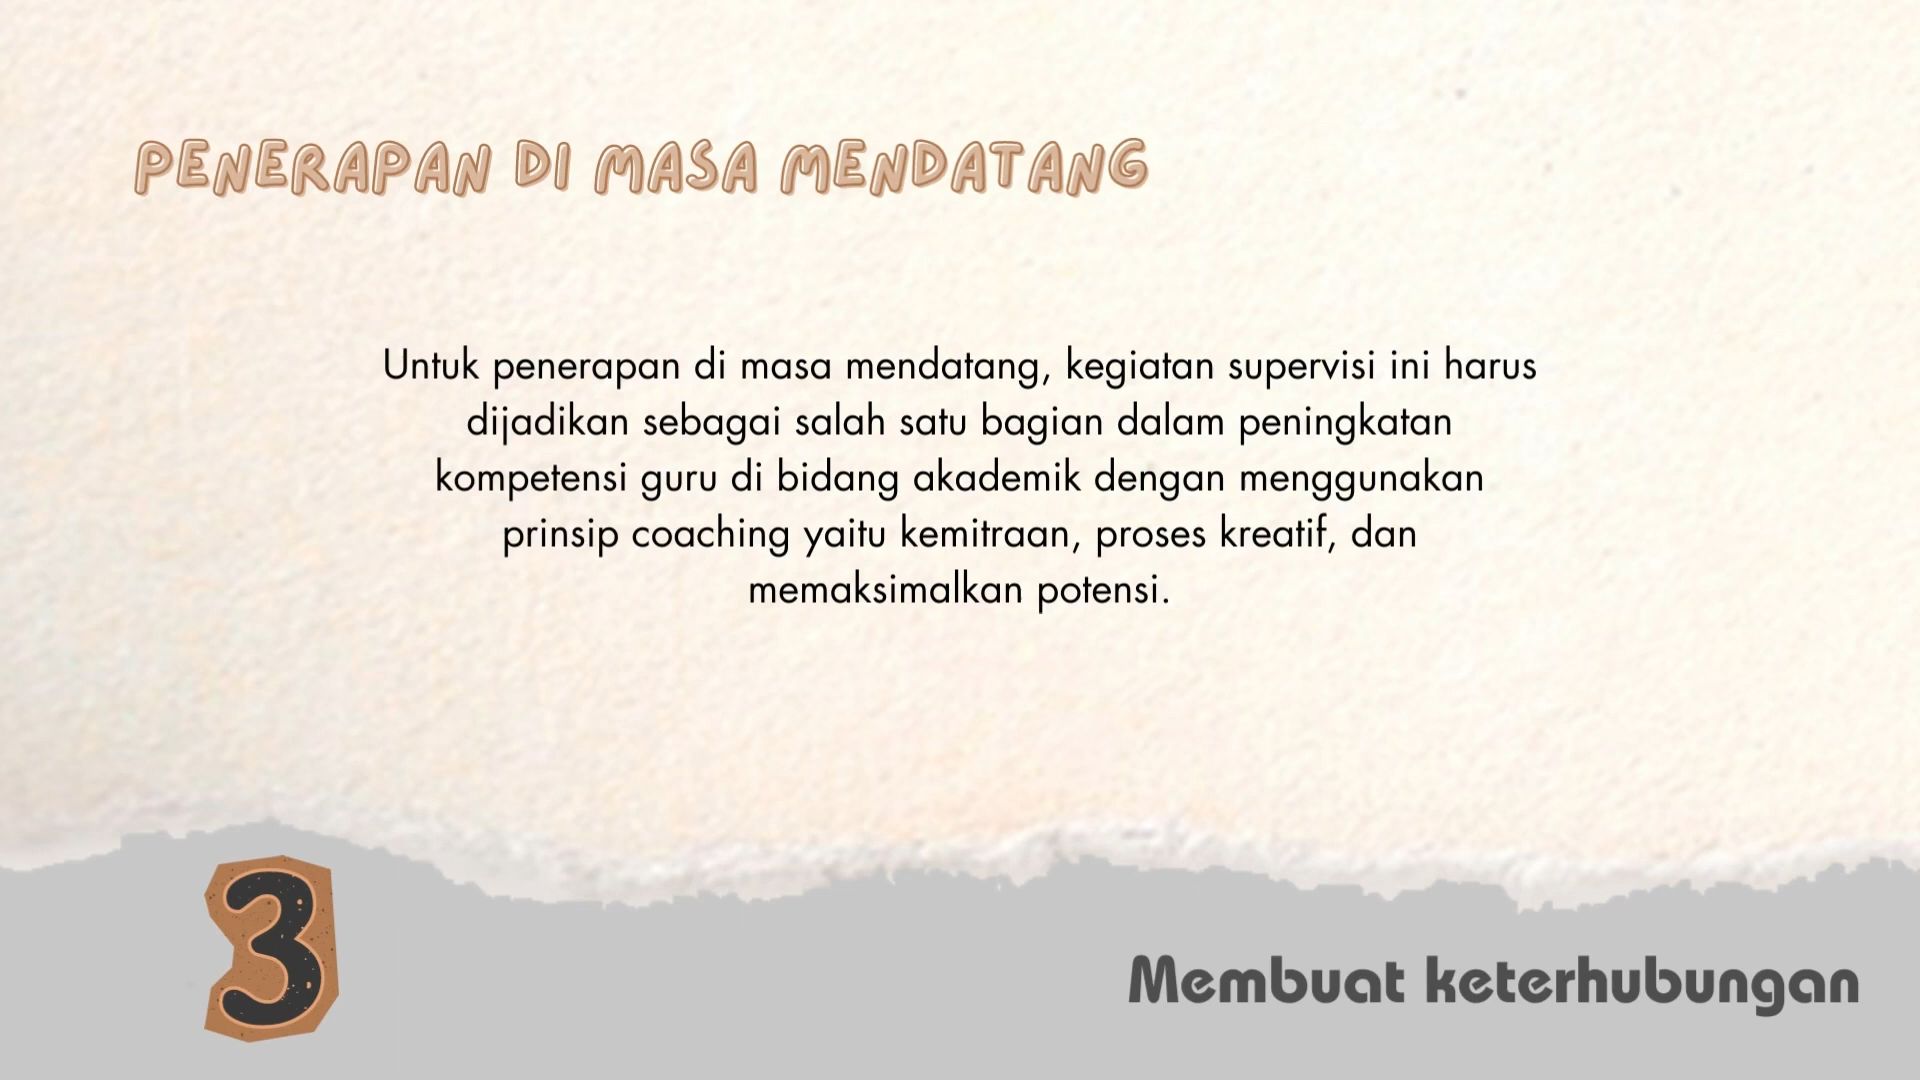 PENERAPAN DI MASA MENDATANG
Untuk penerapan di masa mendatang, kegiatan supervisi ini harus
dijadikan sebagai salah satu bagian dalam peningkatan
kompetensi guru di bidang akademik dengan menggunakan
prinsip coaching yaitu kemitraan, proses kreatif, dan
memaksimalkan potensi.
3
Membuat keterhubungan